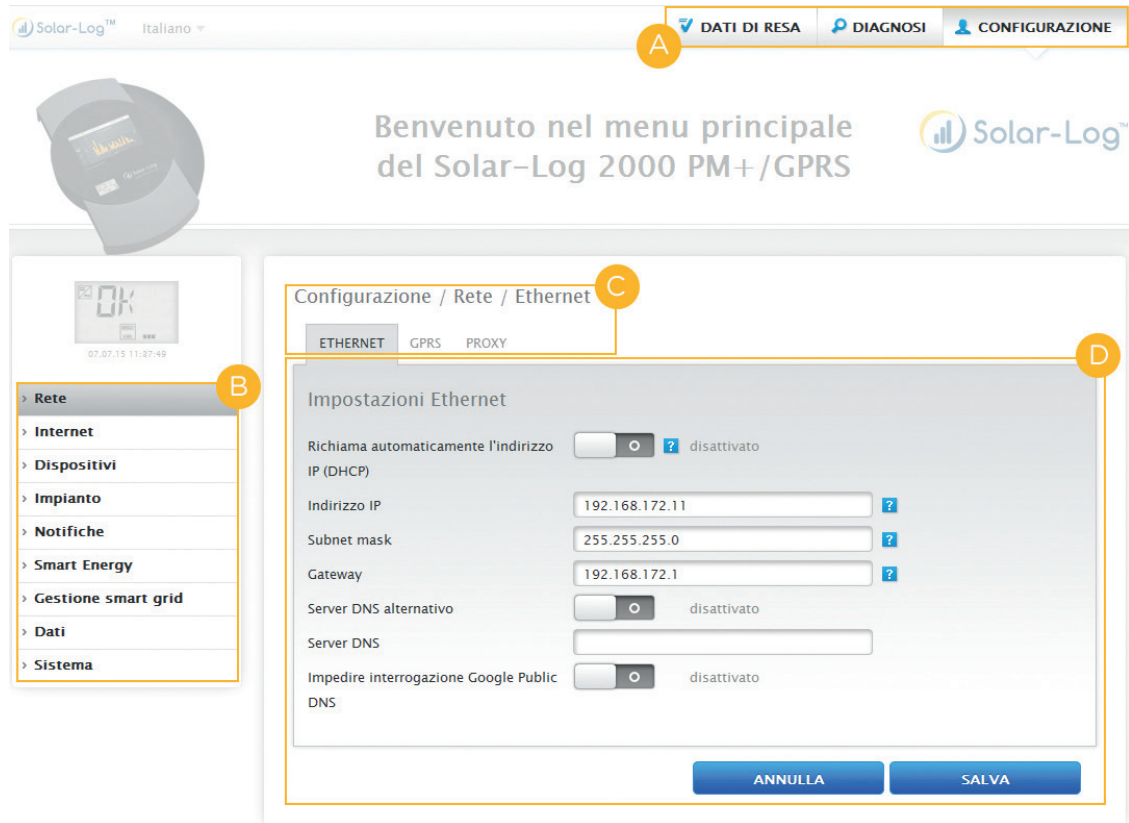 Solar-Log™ Italiano
DATI DI RESA DIAGNOSI CONFIGURAZIONE
A
Benvenuto nel menu principale
del Solar-Log 2000 PM+/GPRS
Solar-Log™
OK
07.07.15 11:27:49
B
› Rete
› Internet
› Dispositivi
› Impianto
› Notifiche
› Smart Energy
› Gestione smart grid
› Dati
› Sistema
C
Configurazione / Rete / Ethernet
ETHERNET GPRS PROXY
D
Impostazioni Ethernet
Richiama automaticamente l'indirizzo ? disattivato
IP (DHCP)
Indirizzo IP 192.168.172.11 ?
Subnet mask 255.255.255.0 ?
Gateway 192.168.172.1 ?
Server DNS alternativo disattivato
Server DNS
Impedire interrogazione Google Public disattivato
DNS
ANNULLA SALVA